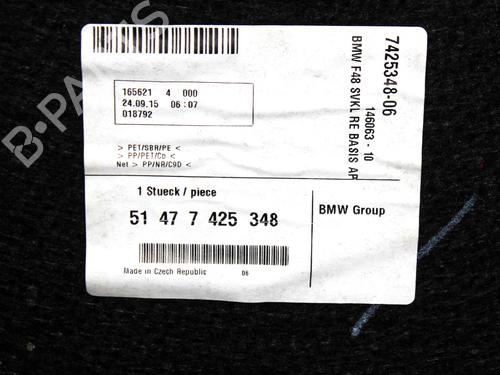 165621 4 000
24.09.15 06:07
018792
> PET/SBR/PE <
> PP/PET/Co <
Net > PP/NR/C9D <
1 Stueck / piece
51 47 7 425 348
Made in Czech Republic 06
BMW Group
7425348-06
146063 - 10
BMW F48 SVKL RE BASIS AF
B-PARTS